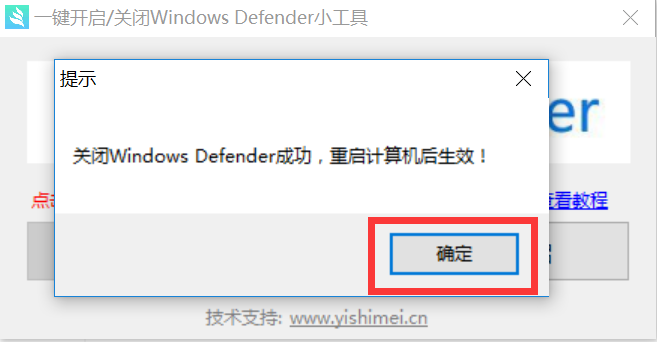 一键开启/关闭Windows Defender小工具
提示
er
关闭Windows Defender成功，重启计算机后生效！
点击
查看教程
确定
技术支持: www.yishimei.cn